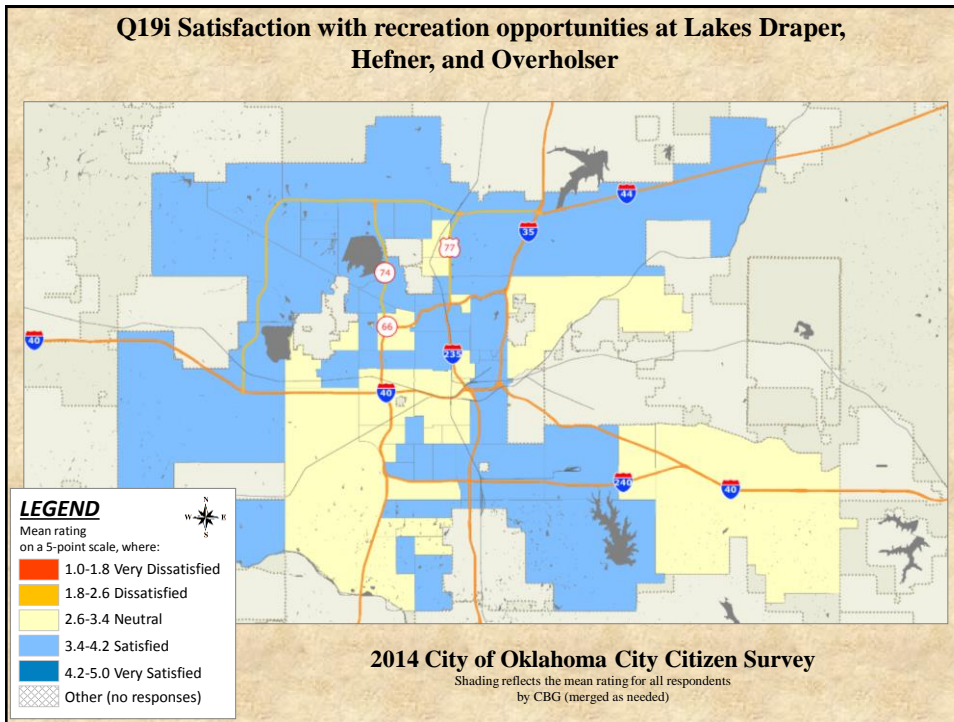 Q19i Satisfaction with recreation opportunities at Lakes Draper,
Hefner, and Overholser
44
35
77
74
66
40
235
40
240
40
LEGEND
N
W E
S
Mean rating
on a 5-point scale, where:
1.0-1.8 Very Dissatisfied
1.8-2.6 Dissatisfied
2.6-3.4 Neutral
3.4-4.2 Satisfied
4.2-5.0 Very Satisfied
Other (no responses)
2014 City of Oklahoma City Citizen Survey
Shading reflects the mean rating for all respondents
by CBG (merged as needed)